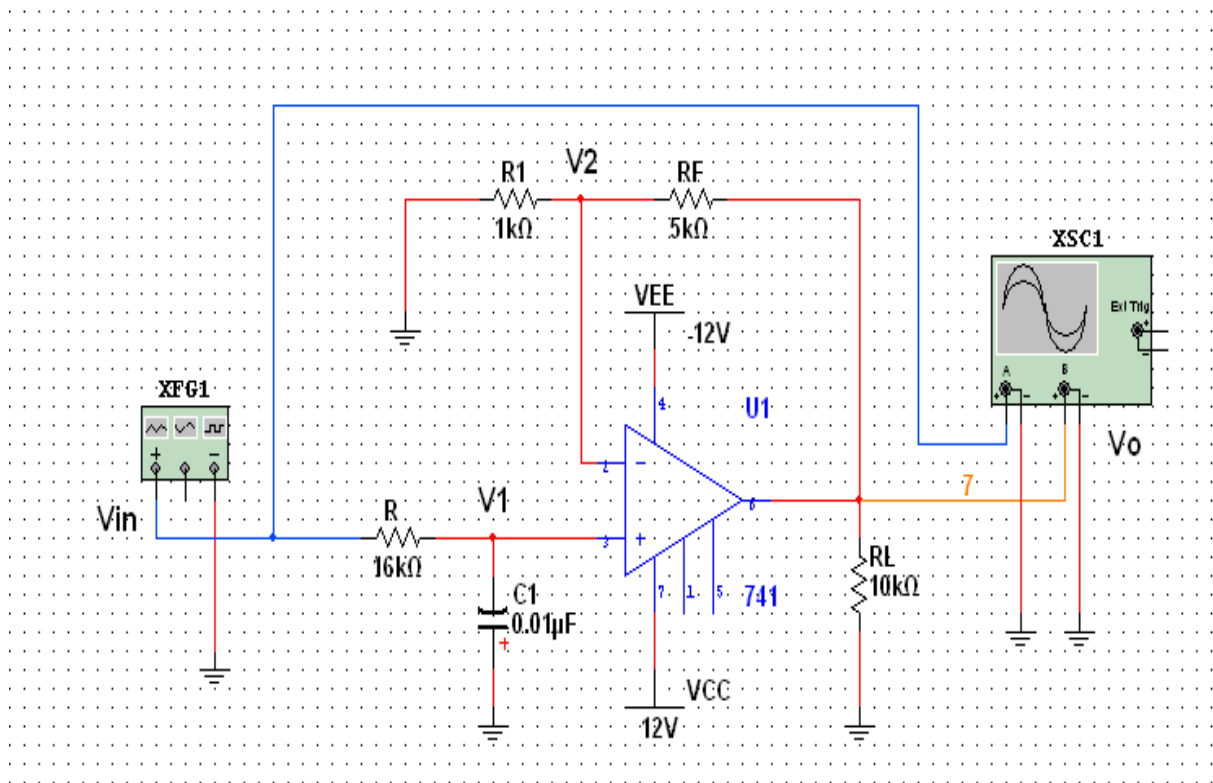 V2
R1
RF
1kΩ
5kΩ
XSC1
Ext Trig
+
VEE
-12V
A
B
+
-
+
-
XFG1
4
U1
+
-
Vo
2
-
7
V1
6
Vin
R
3
+
16kΩ
RL
10kΩ
C1
0.01µF
7
1
5
741
+
VCC
12V